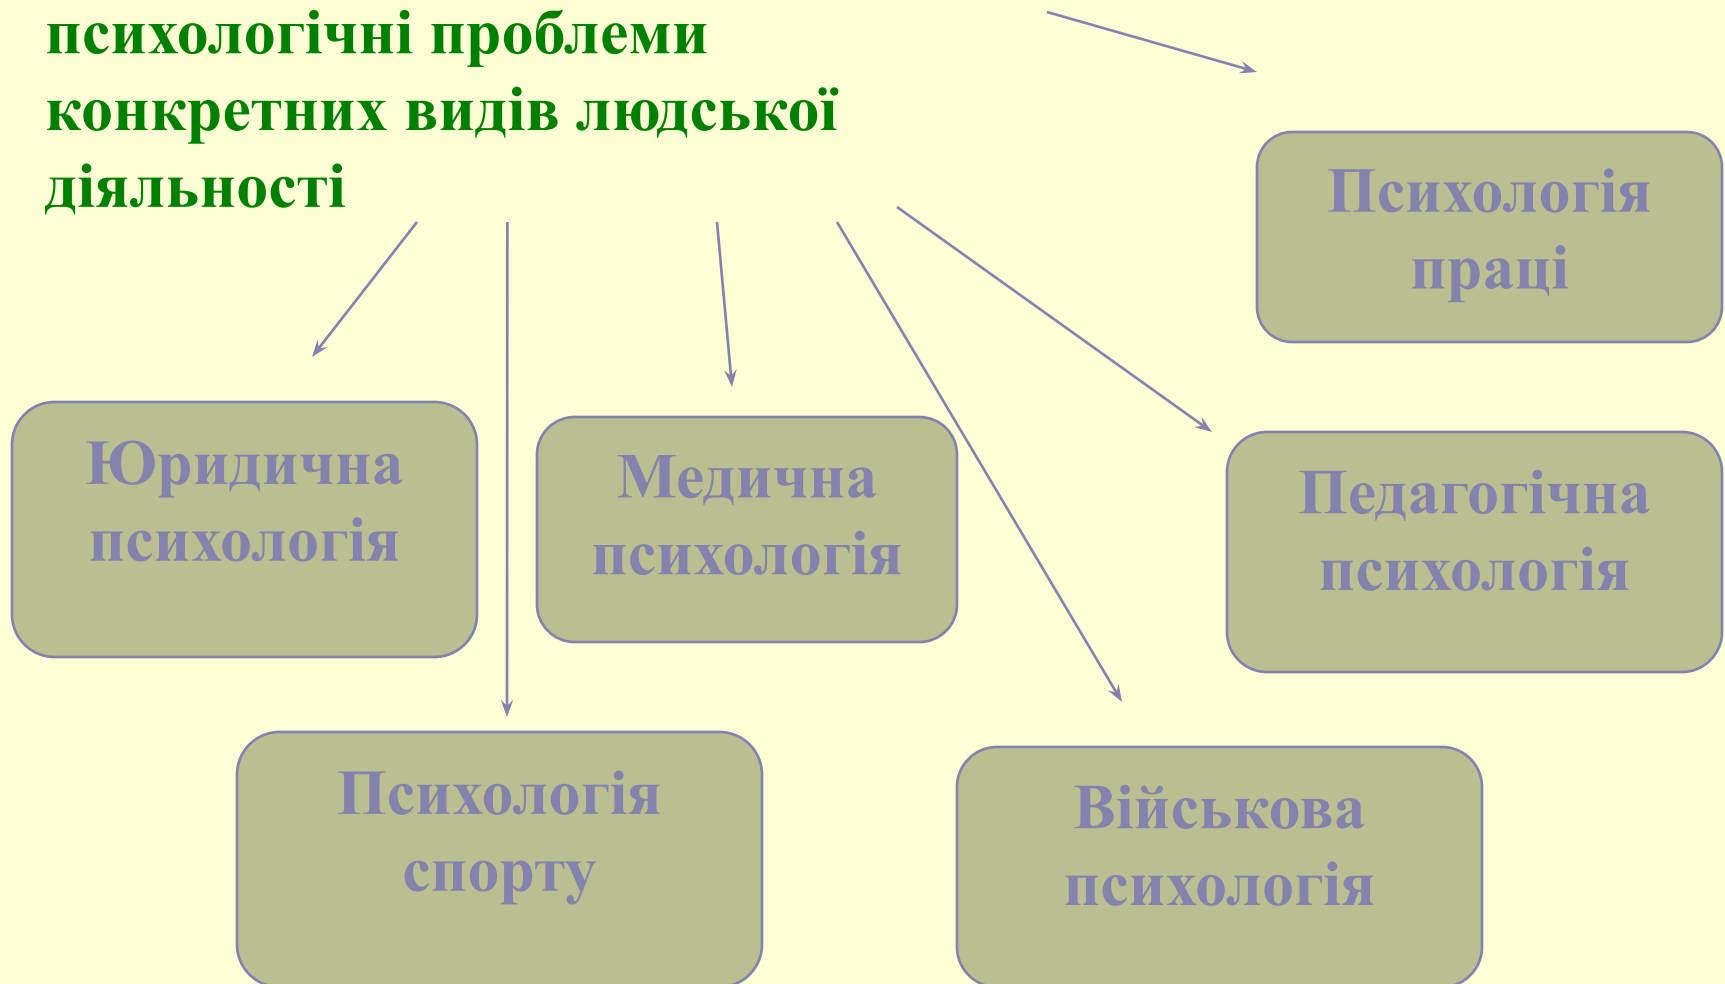 психологічні проблеми
конкретних видів людської
діяльності
Психологія
праці
Юридична
психологія
Медична
психологія
Педагогічна
психологія
Психологія
спорту
Військова
психологія